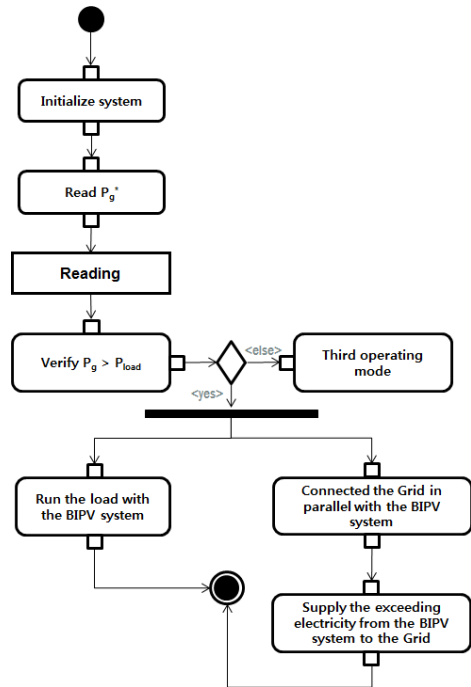 Initialize system
Read Pg*
Reading
Verify Pg > Pload
<else>
Third operating
mode
<yes>
Run the load with
the BIPV system
Connected the Grid in
parallel with the BIPV
system
Supply the exceeding
electricity from the BIPV
system to the Grid